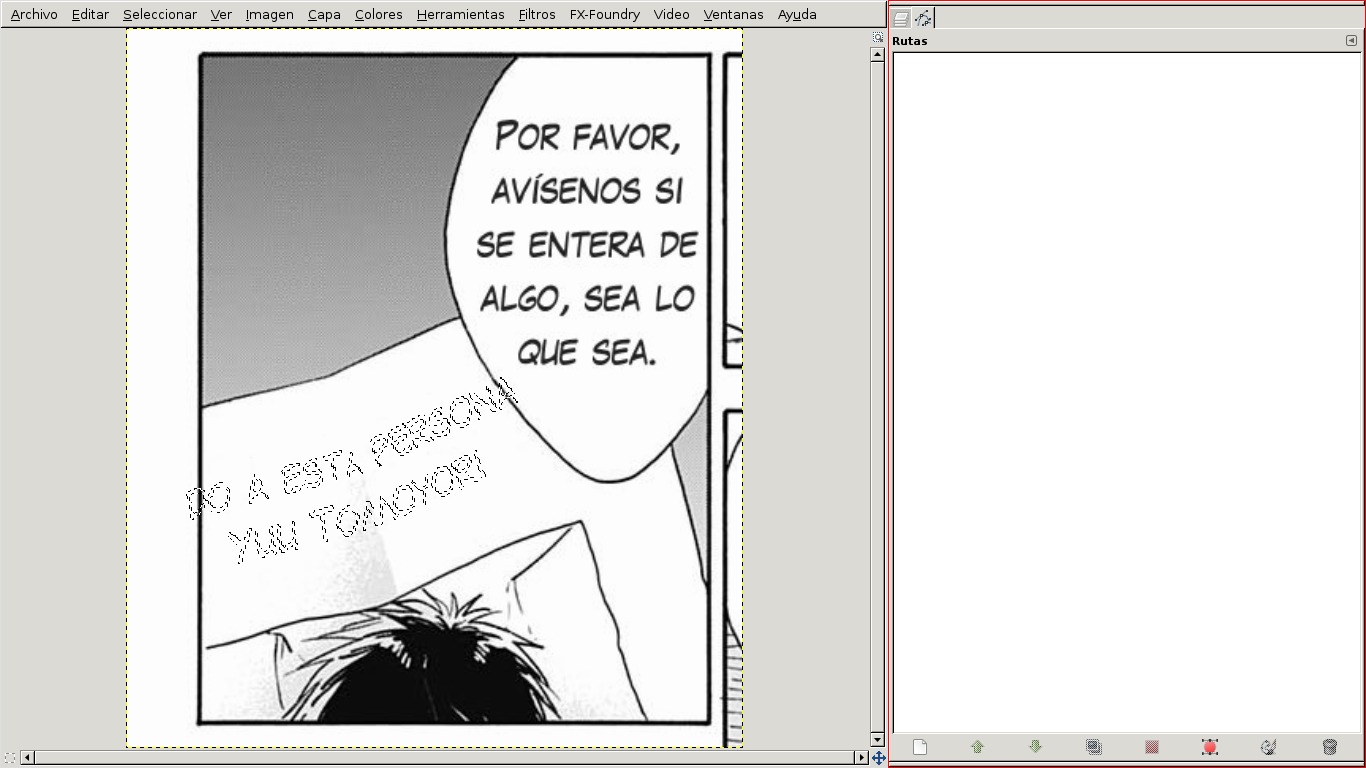 Archivo Editar Seleccionar Ver Imagen Capa Colores Herramientas Filtros FX-Foundry Video Ventanas Ayuda
Rutas
POR FAVOR,
AVÍSENOS SI
SE ENTERA DE
ALGO, SEA LO
QUE SEA.
DO A ESTA PERSONA
YUU TOMOYORI